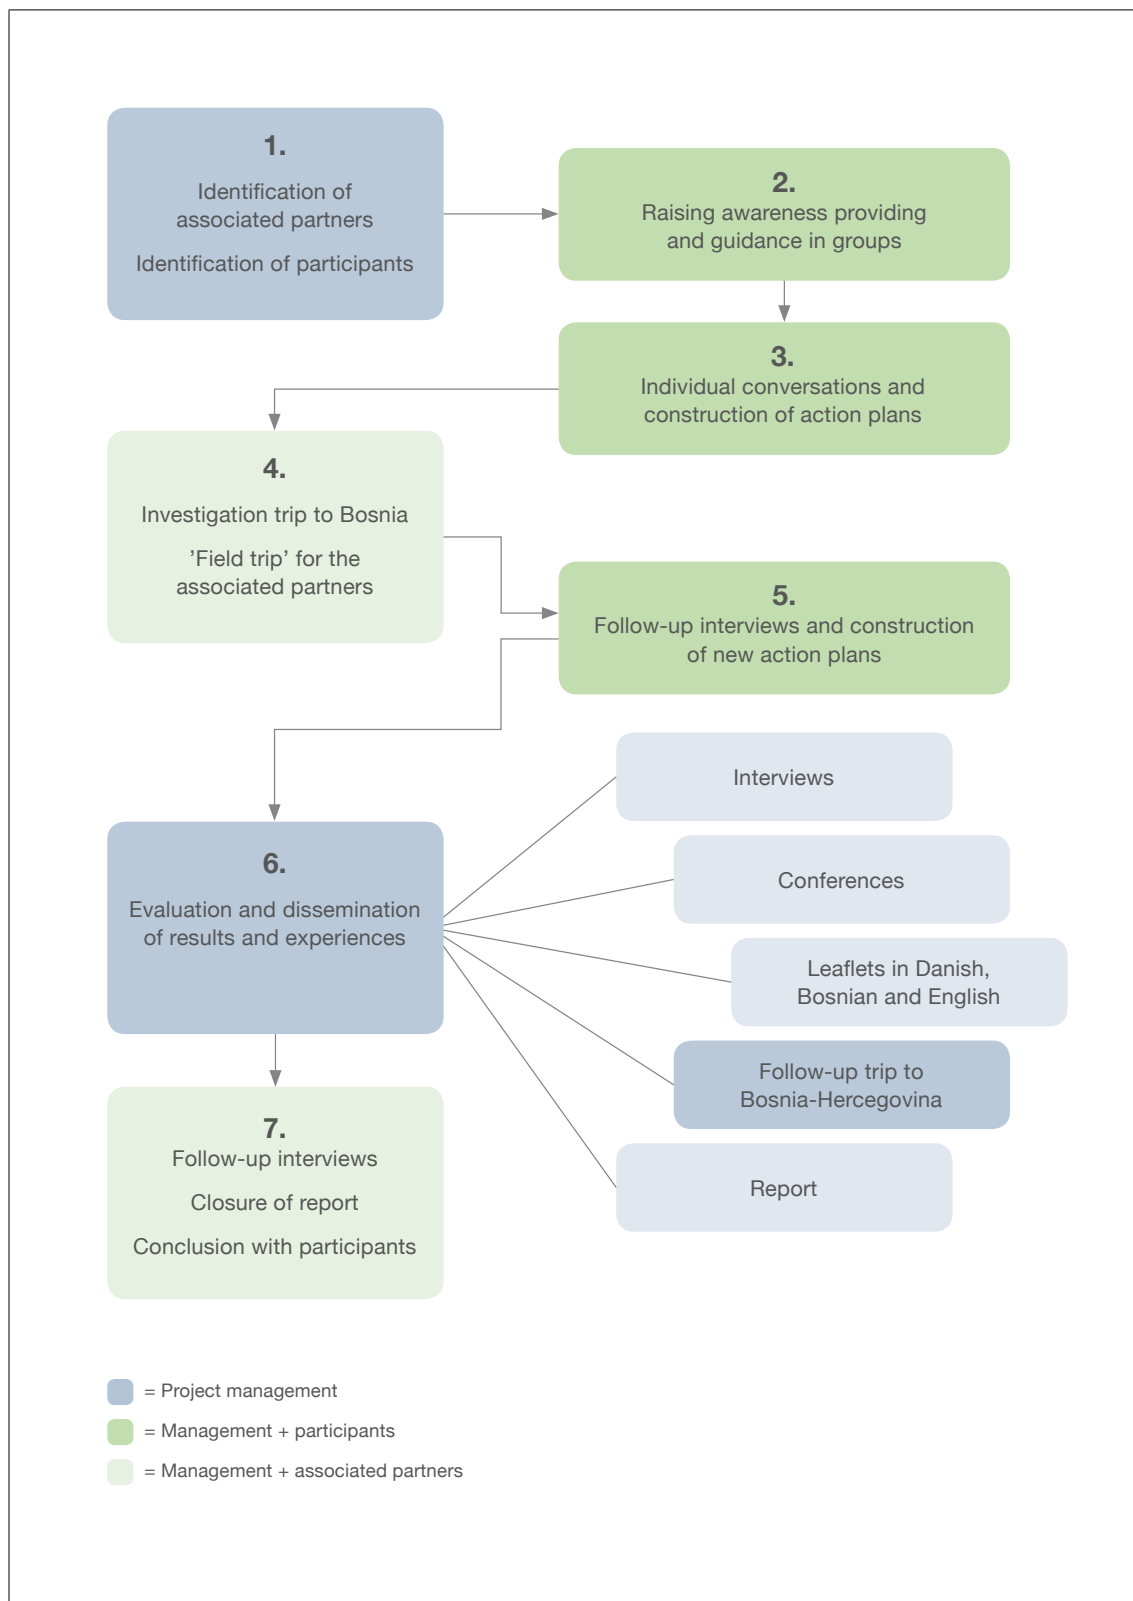 1.
Identification of
associated partners
Identification of participants
2.
Raising awareness providing
and guidance in groups
3.
Individual conversations and
construction of action plans
4.
Investigation trip to Bosnia
’Field trip’ for the
associated partners
5.
Follow-up interviews and construction
of new action plans
6.
Evaluation and dissemination
of results and experiences
Interviews
Conferences
Leaflets in Danish,
Bosnian and English
Follow-up trip to
Bosnia-Hercegovina
Report
7.
Follow-up interviews
Closure of report
Conclusion with participants
= Project management
= Management + participants
= Management + associated partners